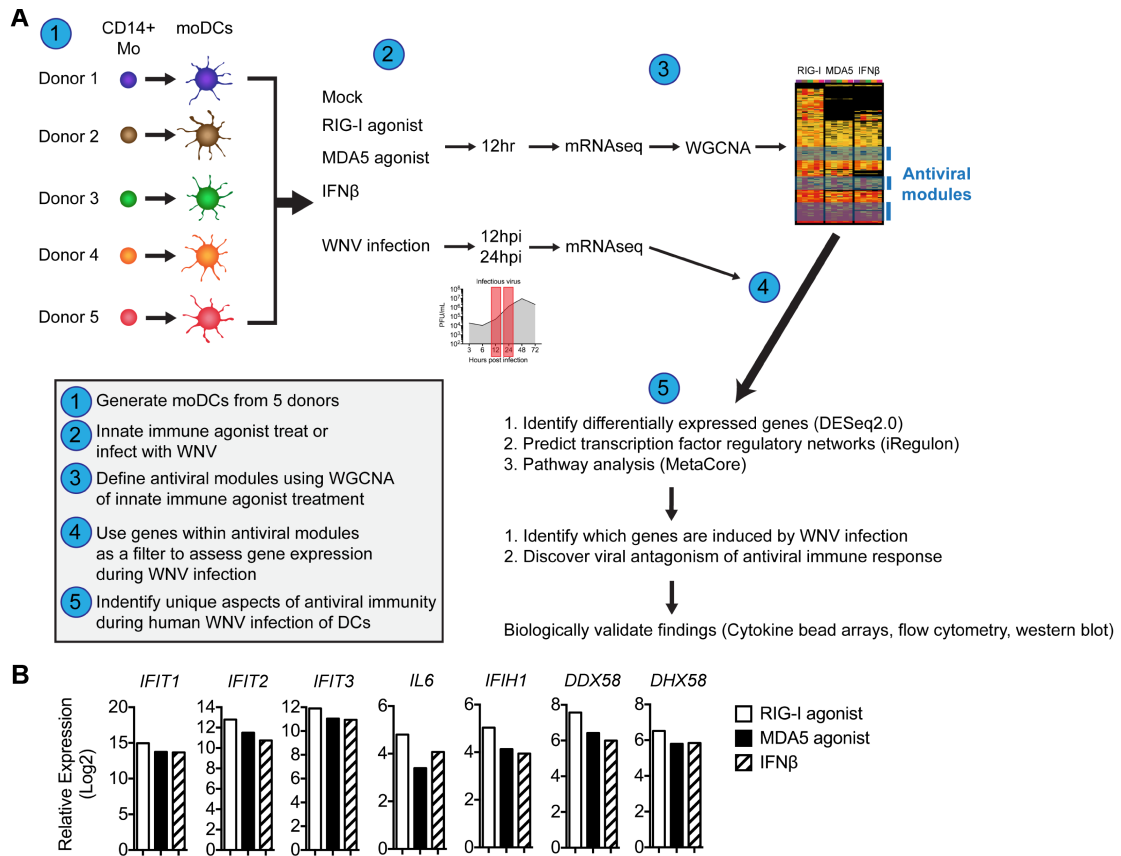 A
1
CD14+
Mo
moDCs
Donor 1
Donor 2
Donor 3
Donor 4
Donor 5
2
Mock
RIG-I agonist
MDA5 agonist
IFNβ
12hr
mRNAseq
WGCNA
3
RIG-I MDA5 IFNβ
Antiviral
modules
WNV infection
12hpi
24hpi
mRNAseq
4
Infectious virus
PFU/mL
10⁸
10⁷
10⁶
10⁵
10⁴
10³
10²
3 6 12 24 48 72
Hours post infection
1 Generate moDCs from 5 donors
2 Innate immune agonist treat or
infect with WNV
3 Define antiviral modules using WGCNA
of innate immune agonist treatment
4 Use genes within antiviral modules
as a filter to assess gene expression
during WNV infection
5 Indentify unique aspects of antiviral immunity
during human WNV infection of DCs
5
1. Identify differentially expressed genes (DESeq2.0)
2. Predict transcription factor regulatory networks (iRegulon)
3. Pathway analysis (MetaCore)
1. Identify which genes are induced by WNV infection
2. Discover viral antagonism of antiviral immune response
Biologically validate findings (Cytokine bead arrays, flow cytometry, western blot)
B
Relative Expression
(Log2)
IFIT1
20
15
10
5
0
IFIT2
14
12
10
8
6
4
2
0
IFIT3
12
10
8
6
4
2
0
IL6
6
4
2
0
IFIH1
6
4
2
0
DDX58
8
6
4
2
0
DHX58
8
6
4
2
0
RIG-I agonist
MDA5 agonist
IFNβ